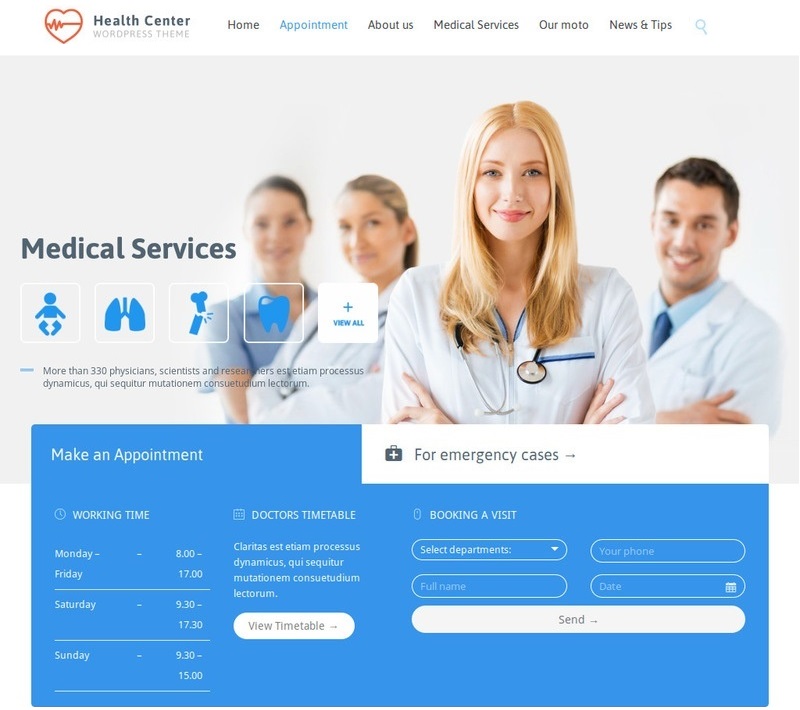 Health Center
WORDPRESS THEME
Home Appointment About us Medical Services Our moto News & Tips
Medical Services
+
VIEW ALL
More than 330 physicians, scientists and researchers est etiam processus
dynamicus, qui sequitur mutationem consuetudium lectorum.
Make an Appointment
For emergency cases →
WORKING TIME
Monday – – 8.00 –
Friday 17.00
Saturday – 9.30 –
17.30
Sunday – 9.30 –
15.00
DOCTORS TIMETABLE
Claritas est etiam processus
dynamicus, qui sequitur
mutationem consuetudium
lectorum.
View Timetable →
BOOKING A VISIT
Select departments:
Your phone
Full name
Date
Send →